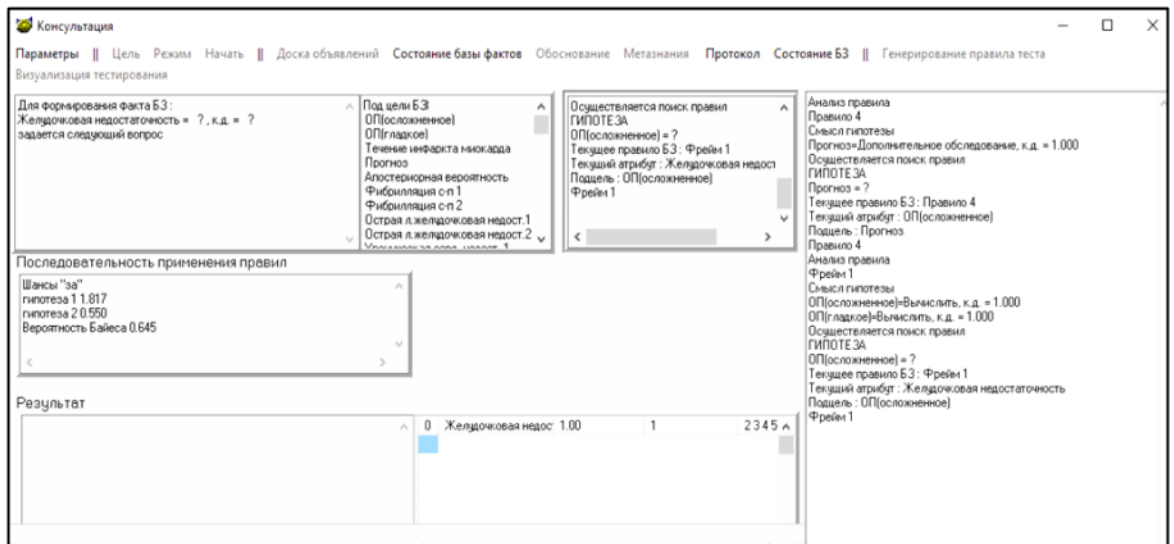 Консультация
Параметры || Цель Режим Начать || Доска объявлений Состояние базы фактов Обоснование Метазнания Протокол Состояние БЗ || Генерирование правила теста
Визуализация тестирования
Для формирования факта БЗ :
Желудочковая недостаточность = ? , к.д. = ?
задается следующий вопрос
Под цели БЗ
ОП(осложненное)
ОП(гладкое)
Течение инфаркта миокарда
Прогноз
Апостериорная вероятность
Фибрилляция с-п 1
Фибрилляция с-п 2
Острая л.желудочковая недост.1
Острая л.желудочковая недост.2
Осуществляется поиск правил
ГИПОТЕЗА
ОП(осложненное) = ?
Текущее правило БЗ : Фрейм 1
Текущий атрибут : Желудочковая недост
Подцель : ОП(осложненное)
Фрейм 1
Анализ правила
Правило 4
Смысл гипотезы
Прогноз=Дополнительное обследование, к.д. = 1.000
Осуществляется поиск правил
ГИПОТЕЗА
Прогноз = ?
Текущее правило БЗ : Правило 4
Текущий атрибут : ОП(осложненное)
Подцель : Прогноз
Правило 4
Анализ правила
Фрейм 1
Смысл гипотезы
ОП(осложненное)=Вычислить, к.д. = 1.000
ОП(гладкое)=Вычислить, к.д. = 1.000
Осуществляется поиск правил
ГИПОТЕЗА
ОП(осложненное) = ?
Текущее правило БЗ : Фрейм 1
Текущий атрибут : Желудочковая недостаточность
Подцель : ОП(осложненное)
Фрейм 1
Последовательность применения правил
Шансы "за"
гипотеза 1 1.817
гипотеза 2 0.550
Вероятность Байеса 0.645
Результат
0 Желудочковая недос 1.00 1 2 3 4 5